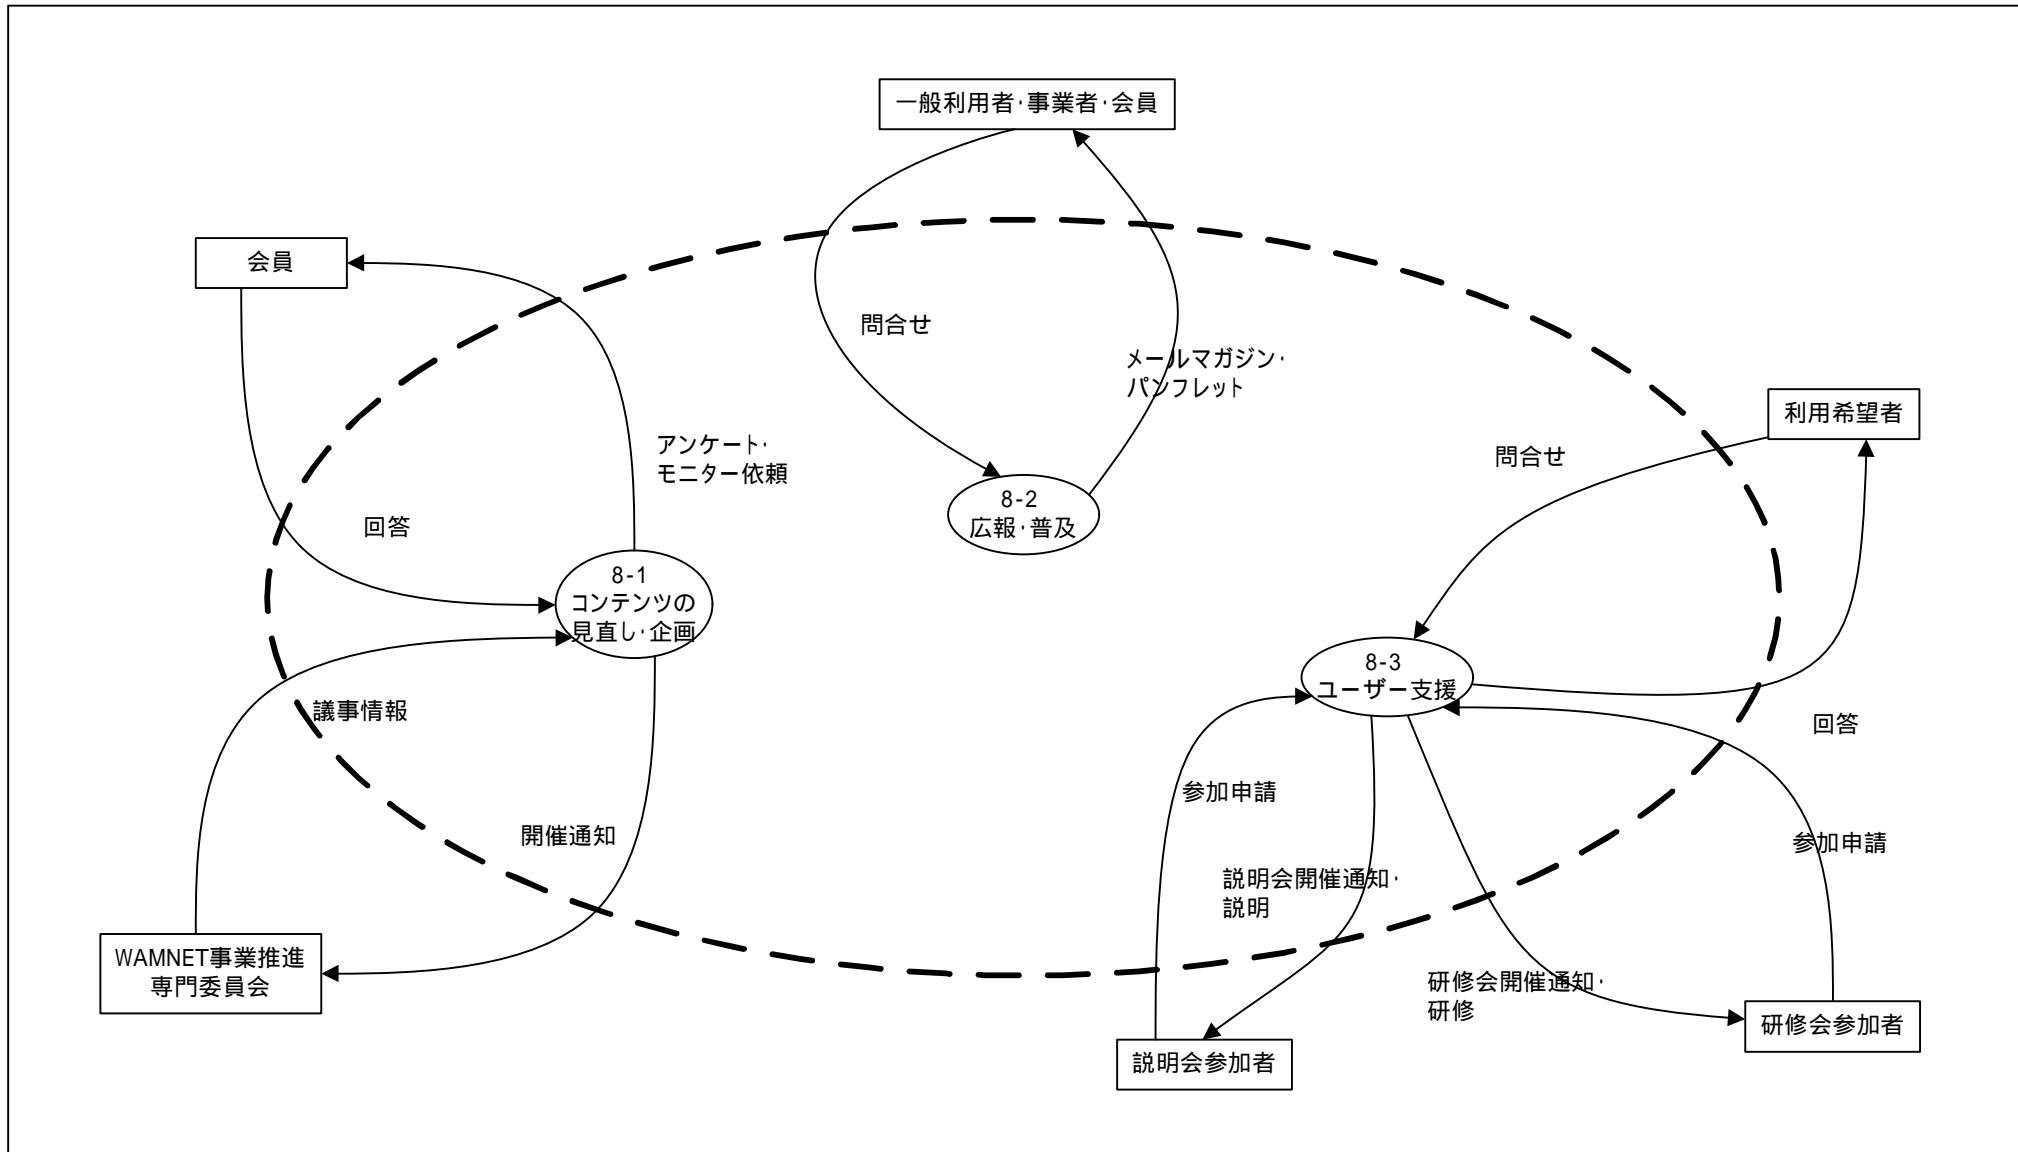 一般利用者・事業者・会員
会員
問合せ
メールマガジン・
パンフレット
利用希望者
アンケート・
モニター依頼
問合せ
8-2
広報・普及
回答
8-1
コンテンツの
見直し・企画
8-3
ユーザー支援
議事情報
回答
参加申請
開催通知
参加申請
説明会開催通知・
説明
WAMNET事業推進
専門委員会
研修会開催通知・
研修
研修会参加者
説明会参加者